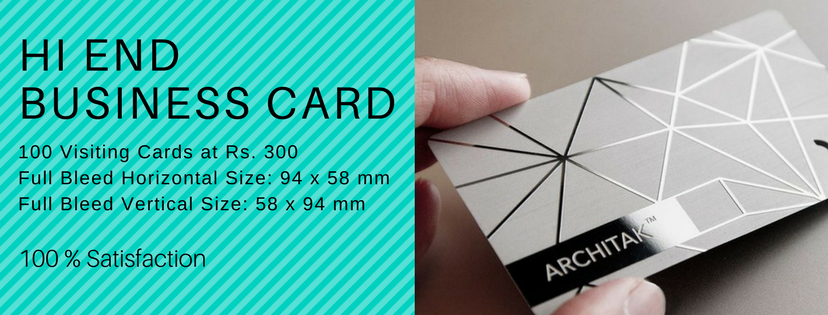 HI END
BUSINESS CARD
100 Visiting Cards at Rs. 300
Full Bleed Horizontal Size: 94 x 58 mm
Full Bleed Vertical Size: 58 x 94 mm
100 % Satisfaction
ARCHITAK™